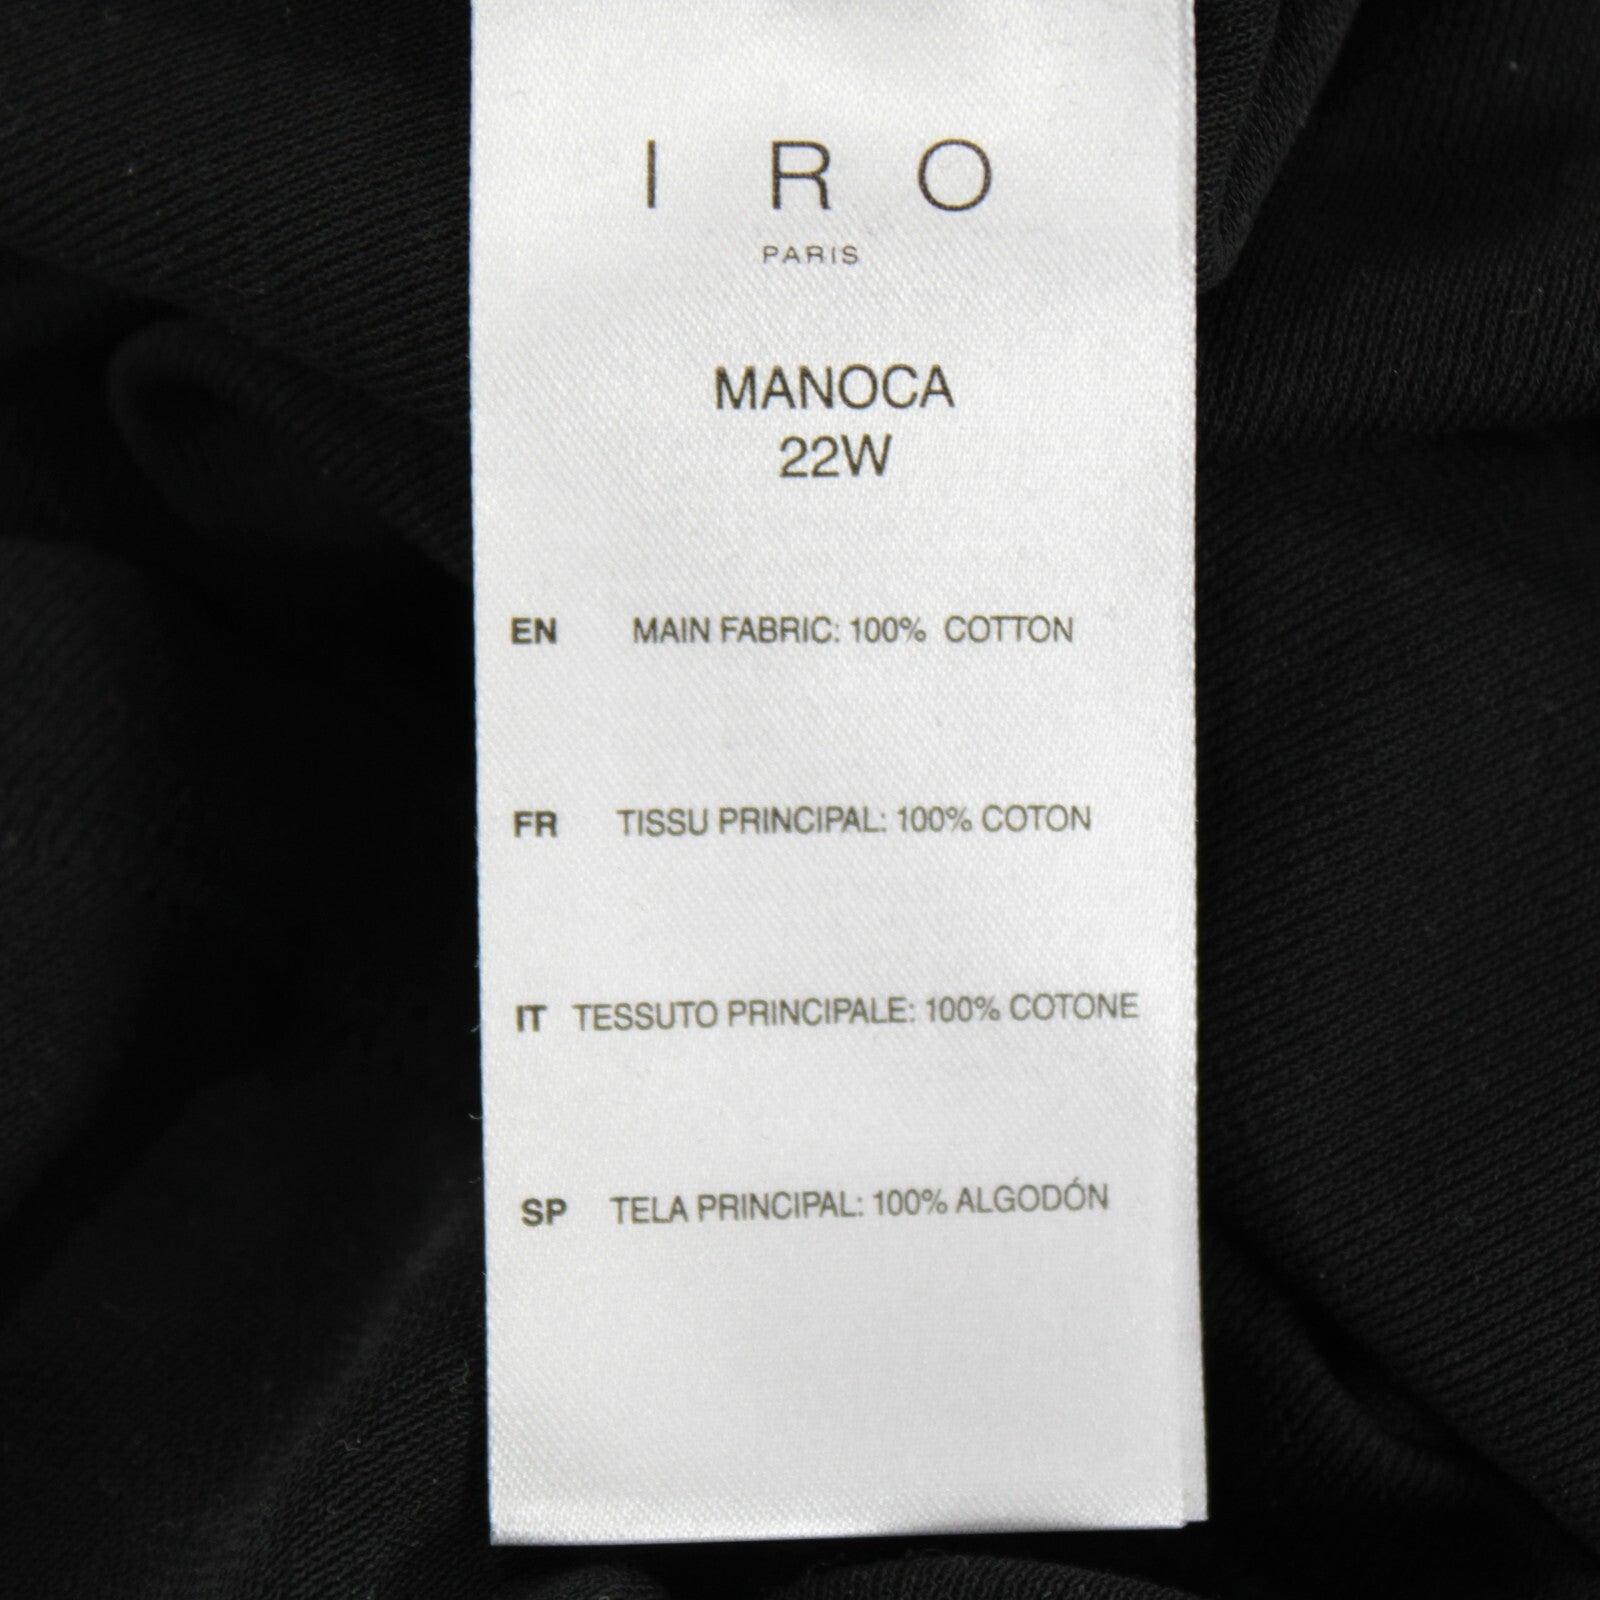 I R O
PARIS
MANOCA
22W
EN MAIN FABRIC: 100% COTTON
FR TISSU PRINCIPAL: 100% COTON
IT TESSUTO PRINCIPALE: 100% COTONE
SP TELA PRINCIPAL: 100% ALGODÓN